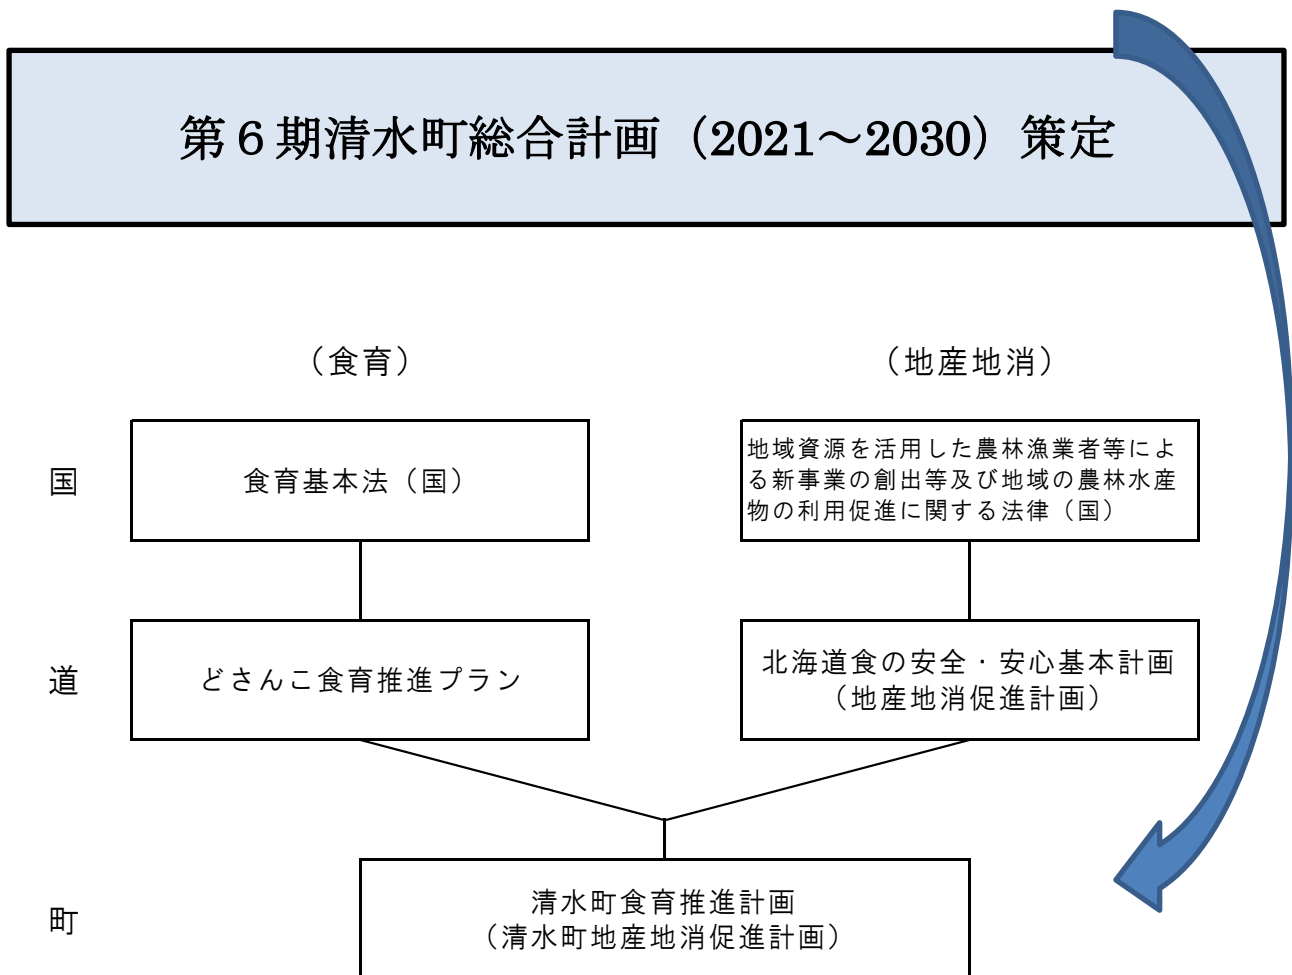 第６期清水町総合計画（2021～2030）策定
（食育）
（地産地消）
国
食育基本法（国）
地域資源を活用した農林漁業者等によ
る新事業の創出等及び地域の農林水産
物の利用促進に関する法律（国）
道
どさんこ食育推進プラン
北海道食の安全・安心基本計画
（地産地消促進計画）
町
清水町食育推進計画
（清水町地産地消促進計画）